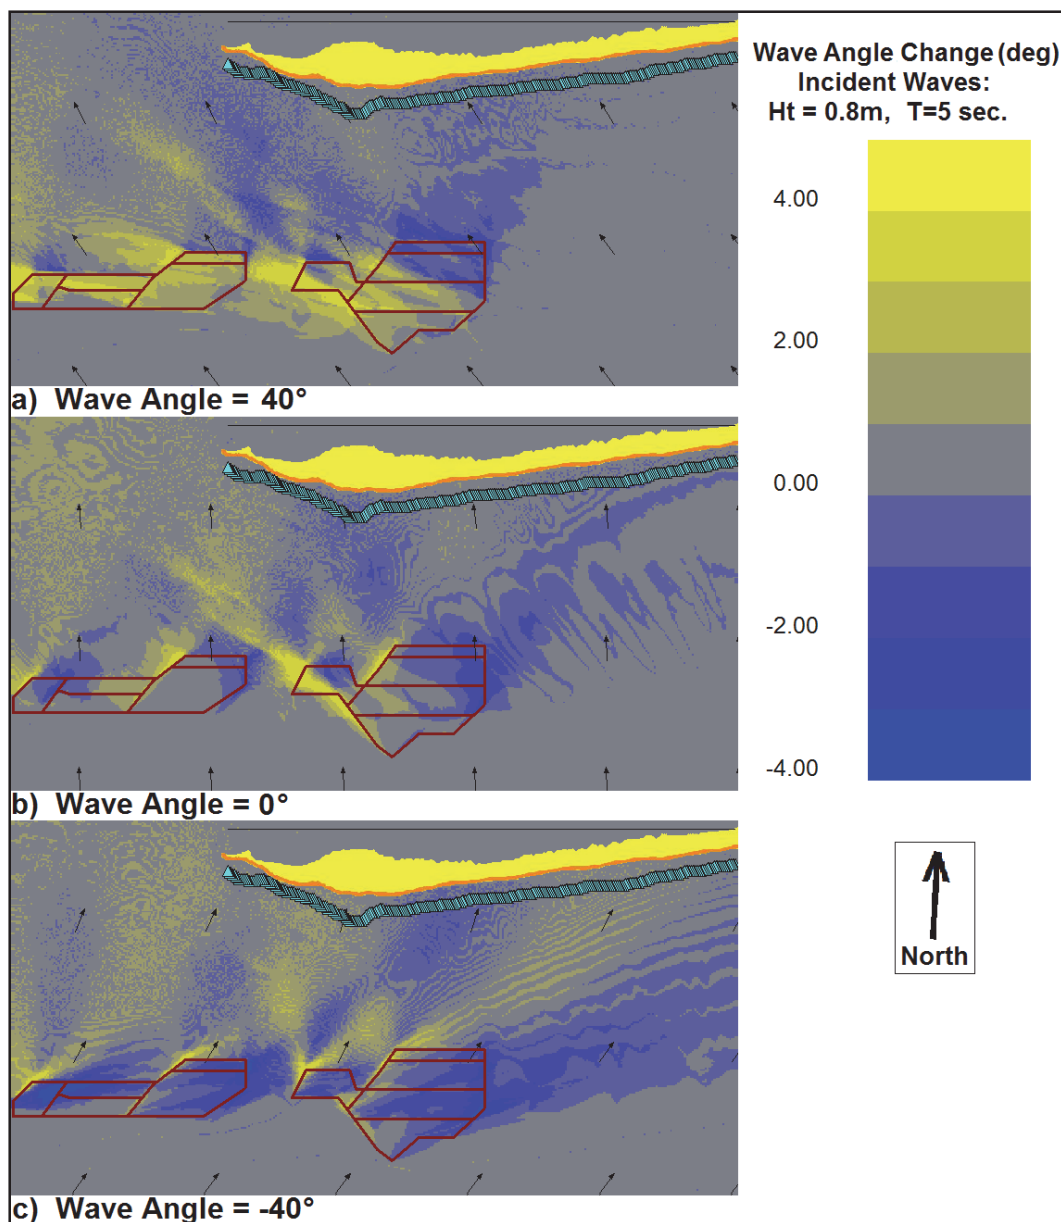 Wave Angle Change (deg)
Incident Waves:
Ht = 0.8m, T=5 sec.
4.00
2.00
0.00
-2.00
-4.00
North
a) Wave Angle = 40°
b) Wave Angle = 0°
c) Wave Angle = -40°